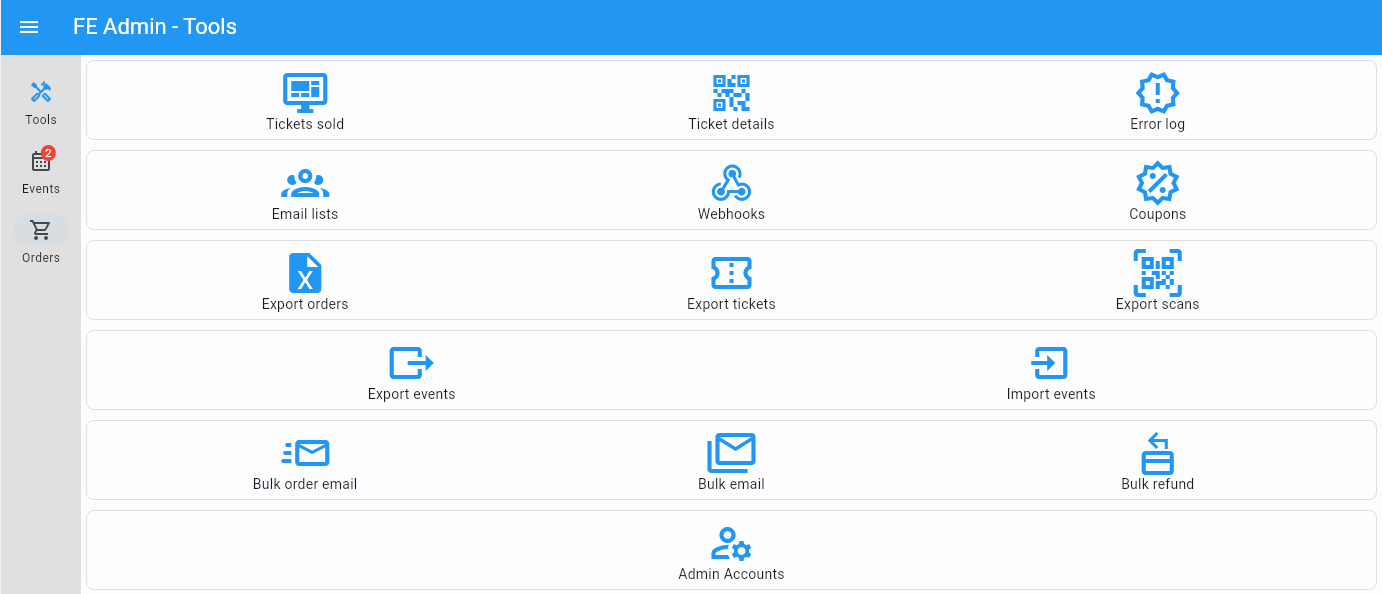 FE Admin - Tools
Tools
2
Events
Orders
Tickets sold
Ticket details
Error log
Email lists
Webhooks
Coupons
X
Export orders
Export tickets
Export scans
Export events
Import events
Bulk order email
Bulk email
Bulk refund
Admin Accounts